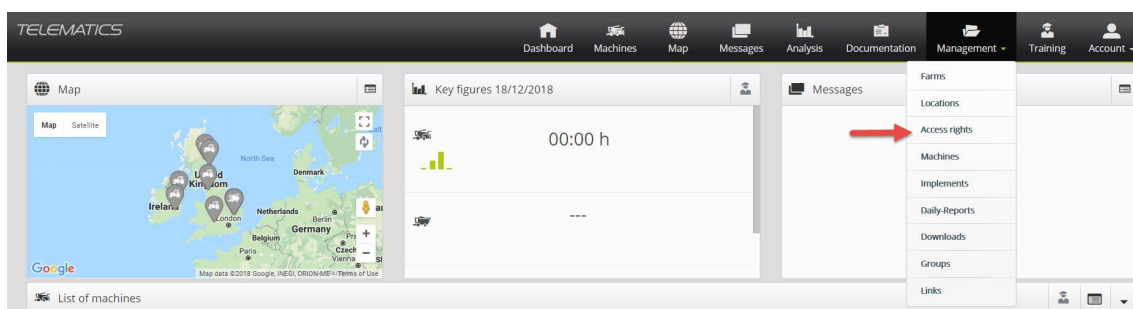 TELEMATICS
Dashboard
Machines
Map
Messages
Analysis
Documentation
Management
Training
Account
Map
Key figures 18/12/2018
Messages
Farms
Locations
Access rights
Machines
Implements
Daily-Reports
Downloads
Groups
Links
Map Satellite
North Sea
Denmark
United
Kingdom
Ireland
London
Netherlands
Berlin
Germany
Belgium
Paris
Czech
Vienna
Google
Map data ©2018 Google, INEGI, ORION-ME
Terms of Use
00:00 h
---
List of machines